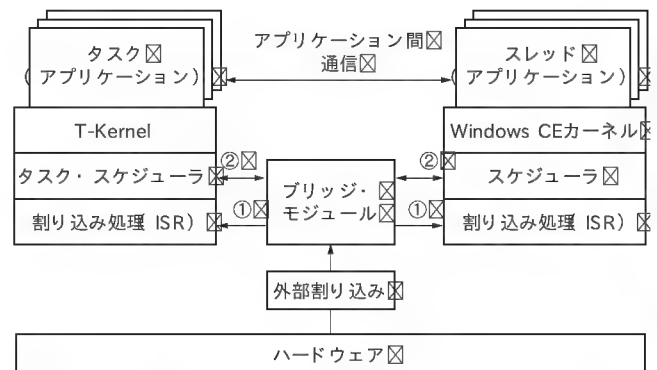 タスク
(アプリケーション)
アプリケーション間
通信
スレッド
(アプリケーション)
T-Kernel
Windows CEカーネル
タスク・スケジューラ
②
ブリッジ・
モジュール
②
スケジューラ
割り込み処理(ISR)
①
①
割り込み処理(ISR)
外部割り込み
ハードウェア